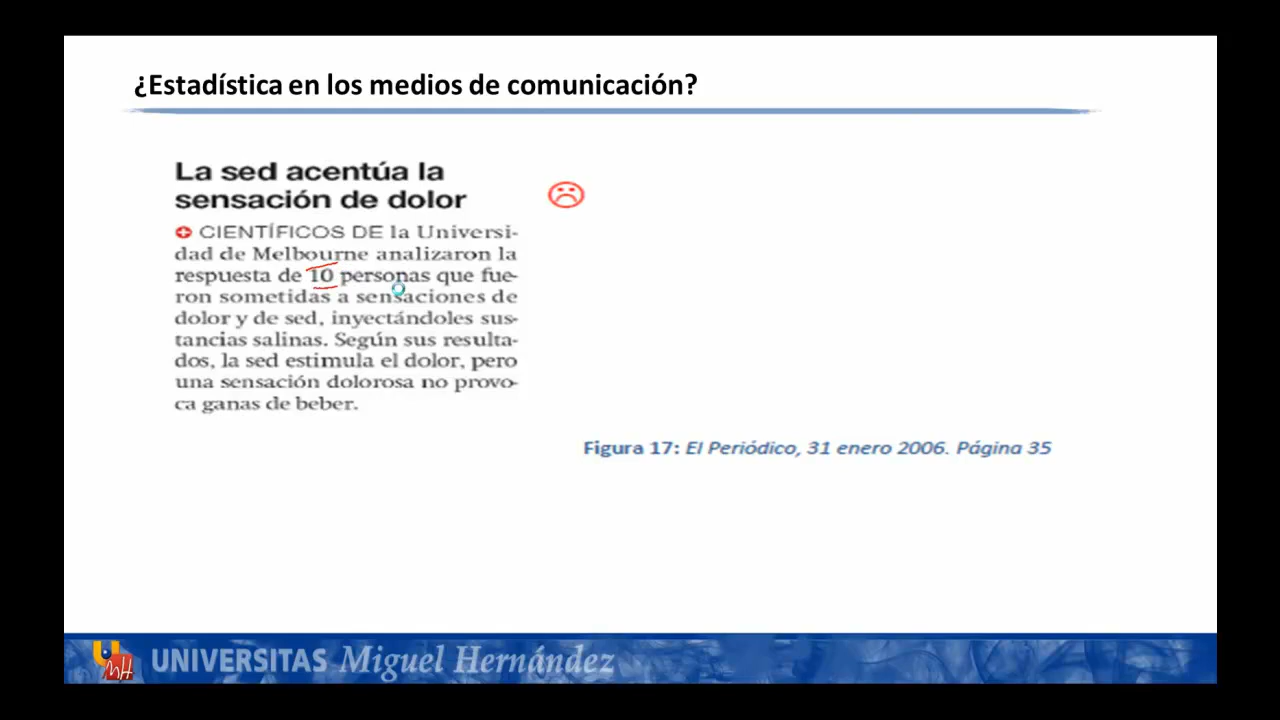 ¿Estadística en los medios de comunicación?
La sed acentúa la
sensación de dolor
CIENTÍFICOS DE la Universi-
dad de Melbourne analizaron la
respuesta de 10 personas que fue-
ron sometidas a sensaciones de
dolor y de sed, inyectándoles sus-
tancias salinas. Según sus resulta-
dos, la sed estimula el dolor, pero
una sensación dolorosa no provo-
ca ganas de beber.
Figura 17: El Periódico, 31 enero 2006. Página 35
UMH UNIVERSITAS Miguel Hernández